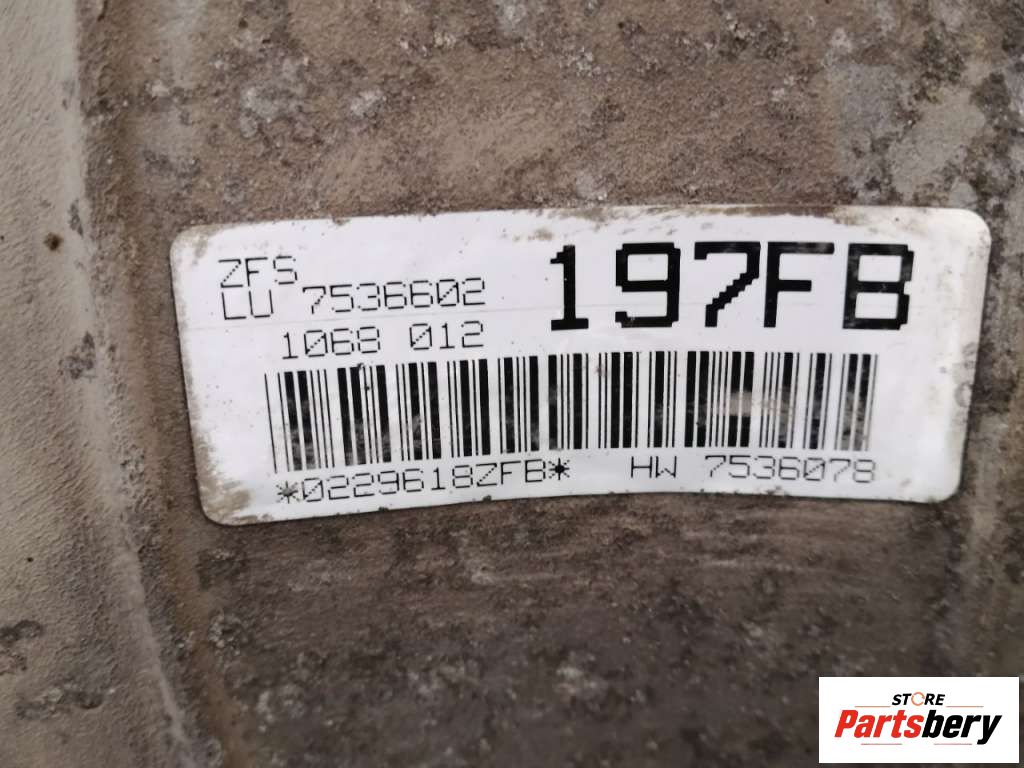 ZFS
LU 7536602
197FB
1068 012
*0229618ZFB* HW 7536078
STORE
Partsbery